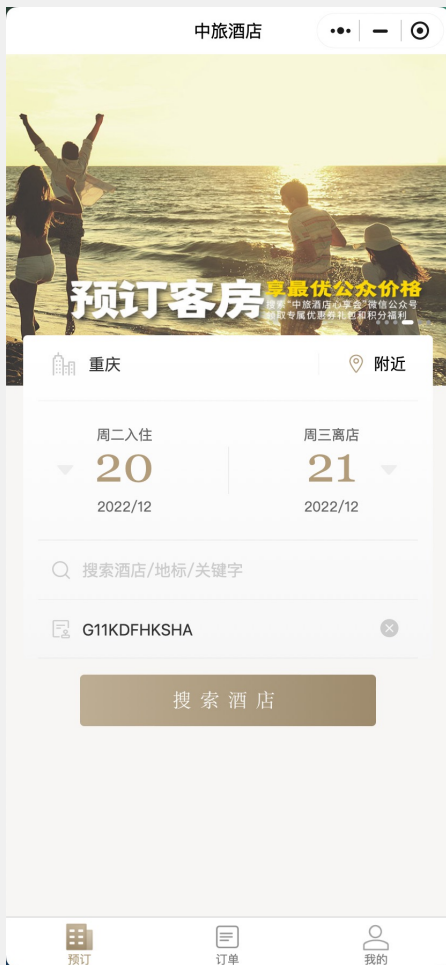 中旅酒店
预订客房
享最优公众价格
搜索“中旅酒店心享会”微信公众号
领取专属优惠券礼包和积分福利
重庆
附近
周二入住
周三离店
20
21
2022/12
2022/12
搜索酒店/地标/关键字
G11KDFHKSHA
搜索酒店
预订
订单
我的